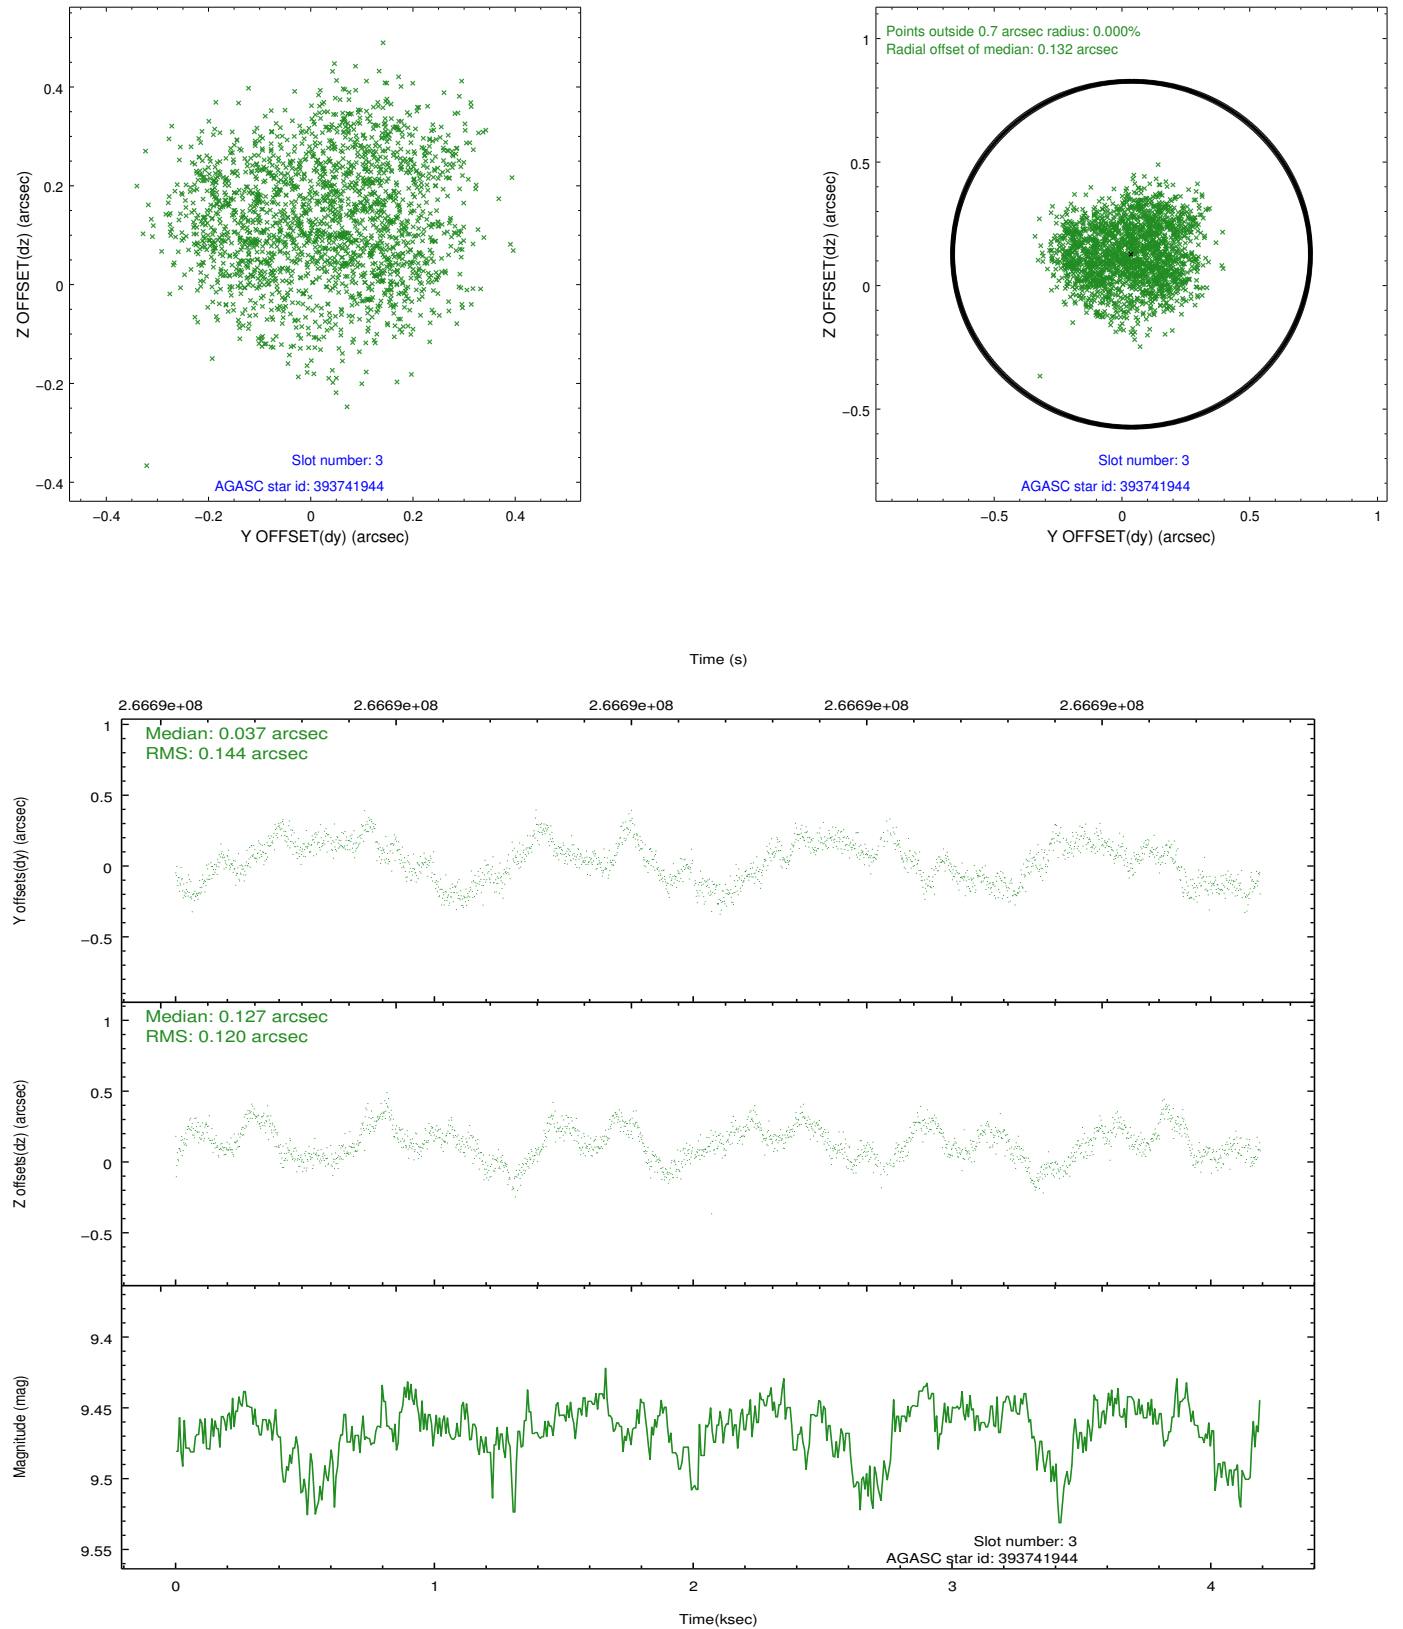 0.4
0.2
0
−0.2
−0.4
Z OFFSET(dz) (arcsec)
Slot number: 3
AGASC star id: 393741944
−0.4 −0.2 0 0.2 0.4
Y OFFSET(dy) (arcsec)
Points outside 0.7 arcsec radius: 0.000%
Radial offset of median: 0.132 arcsec
1
0.5
0
−0.5
Z OFFSET(dz) (arcsec)
Slot number: 3
AGASC star id: 393741944
−0.5 0 0.5 1
Y OFFSET(dy) (arcsec)
Time (s)
2.6669e+08 2.6669e+08 2.6669e+08 2.6669e+08 2.6669e+08
Median: 0.037 arcsec
RMS: 0.144 arcsec
1
0.5
0
−0.5
Y offsets(dy) (arcsec)
Median: 0.127 arcsec
RMS: 0.120 arcsec
1
0.5
0
−0.5
Z offsets(dz) (arcsec)
9.4
9.45
9.5
9.55
Magnitude (mag)
Slot number: 3
AGASC star id: 393741944
0 1 2 3 4
Time(ksec)